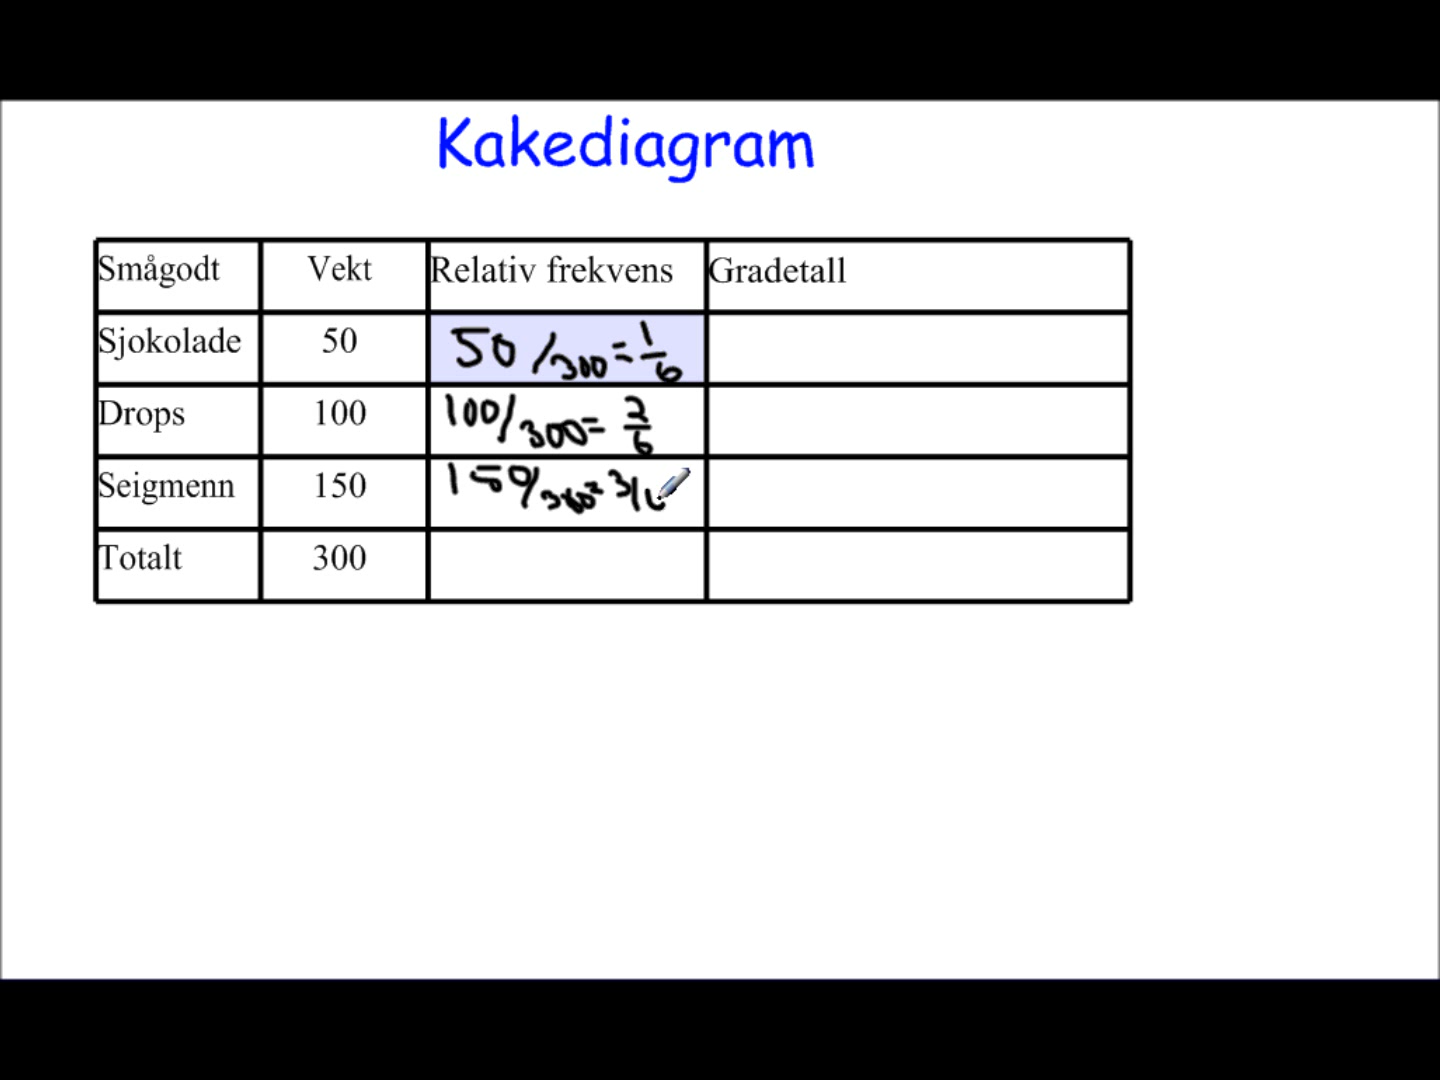 Kakediagram
Smågodt Vekt Relativ frekvens Gradetall
Sjokolade 50 50/300=1/6
Drops 100 100/300=2/6
Seigmenn 150 150/300=3/6
Totalt 300